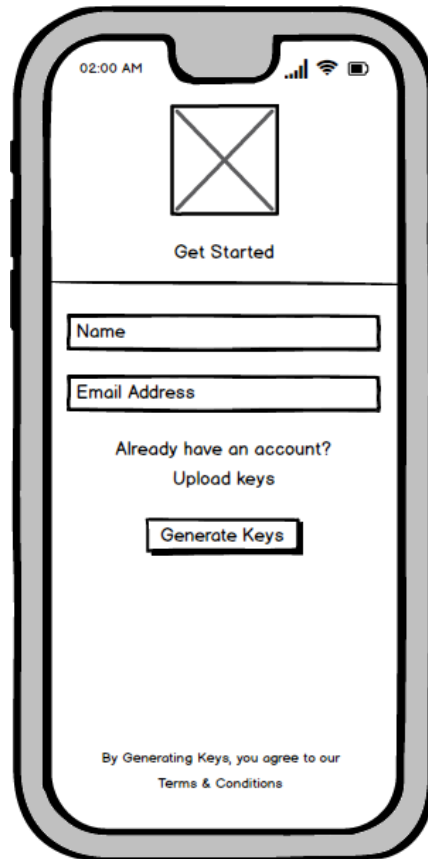 02:00 AM
Get Started
Name
Email Address
Already have an account?
Upload keys
Generate Keys
By Generating Keys, you agree to our
Terms & Conditions